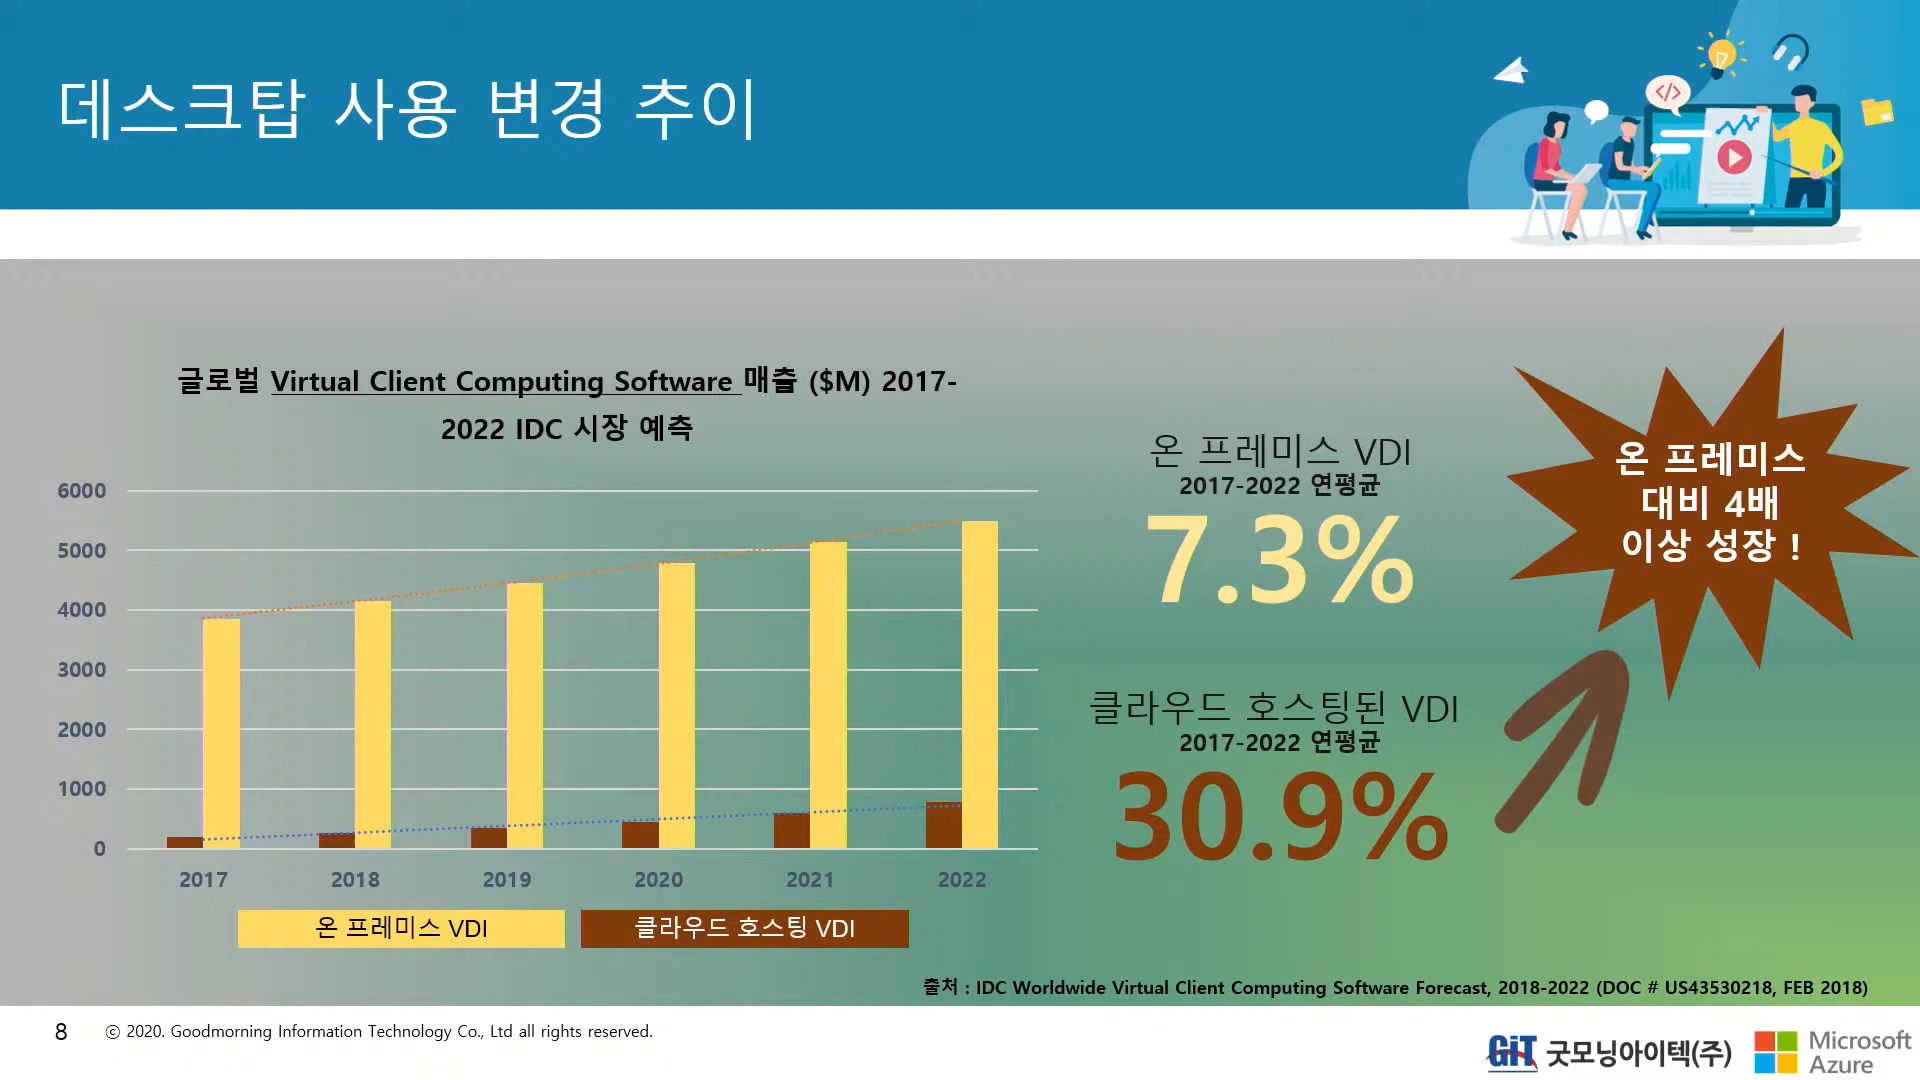 데스크탑 사용 변경 추이
</>
글로벌 Virtual Client Computing Software 매출 ($M) 2017-
2022 IDC 시장 예측
6000
5000
4000
3000
2000
1000
0
2017 2018 2019 2020 2021 2022
온 프레미스 VDI
클라우드 호스팅 VDI
온 프레미스 VDI
2017-2022 연평균
7.3%
클라우드 호스팅된 VDI
2017-2022 연평균
30.9%
온 프레미스
대비 4배
이상 성장 !
출처 : IDC Worldwide Virtual Client Computing Software Forecast, 2018-2022 (DOC # US43530218, FEB 2018)
8
ⓒ 2020. Goodmorning Information Technology Co., Ltd all rights reserved.
GiT 굿모닝아이텍(주)
Microsoft
Azure